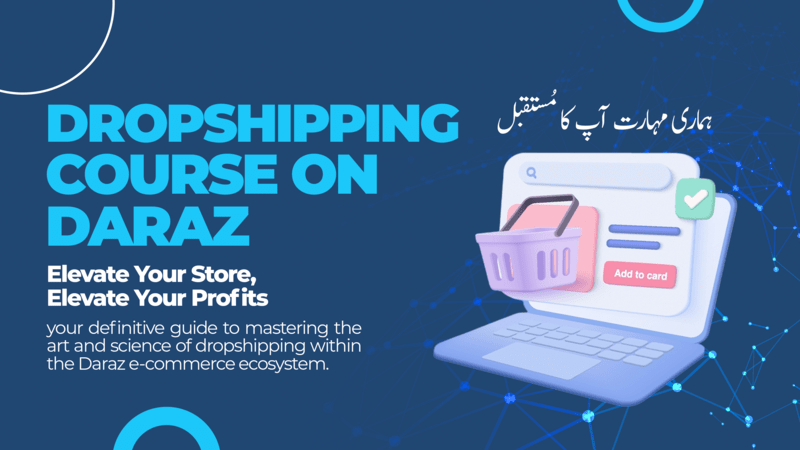 DROPSHIPPING
COURSE ON
DARAZ
ہماری مہارت آپ کا مُستقبل
Elevate Your Store,
Elevate Your Profits
your definitive guide to mastering the
art and science of dropshipping within
the Daraz e-commerce ecosystem.
Add to card